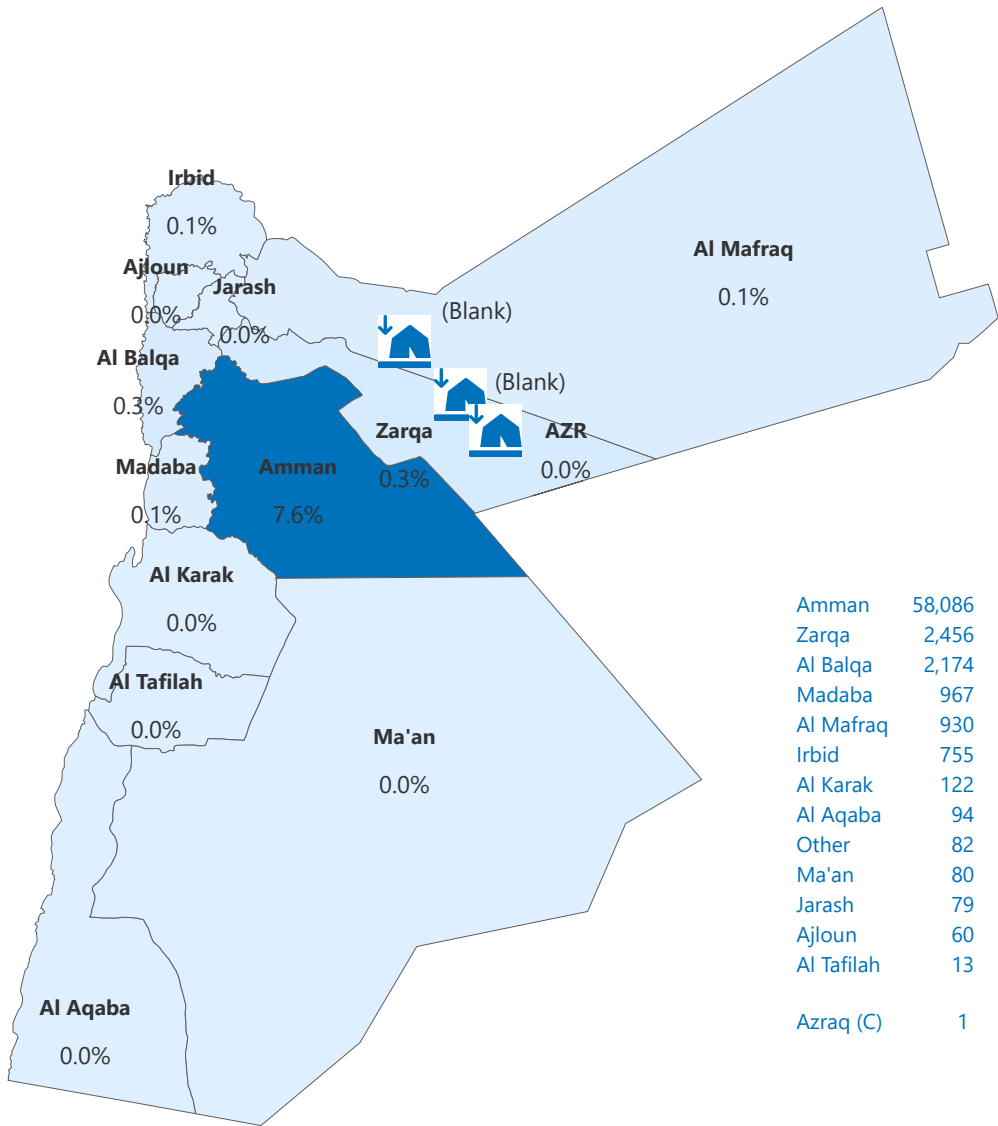 Irbid
0.1%
Al Mafraq
0.1%
Ajloun
0.0%
Jarash
0.0%
(Blank)
Al Balqa
0.3%
(Blank)
Zarqa
0.3%
AZR
0.0%
Madaba
0.1%
Amman
7.6%
Al Karak
0.0%
Al Tafilah
0.0%
Ma'an
0.0%
Al Aqaba
0.0%
Amman 58,086
Zarqa 2,456
Al Balqa 2,174
Madaba 967
Al Mafraq 930
Irbid 755
Al Karak 122
Al Aqaba 94
Other 82
Ma'an 80
Jarash 79
Ajloun 60
Al Tafilah 13
Azraq (C) 1